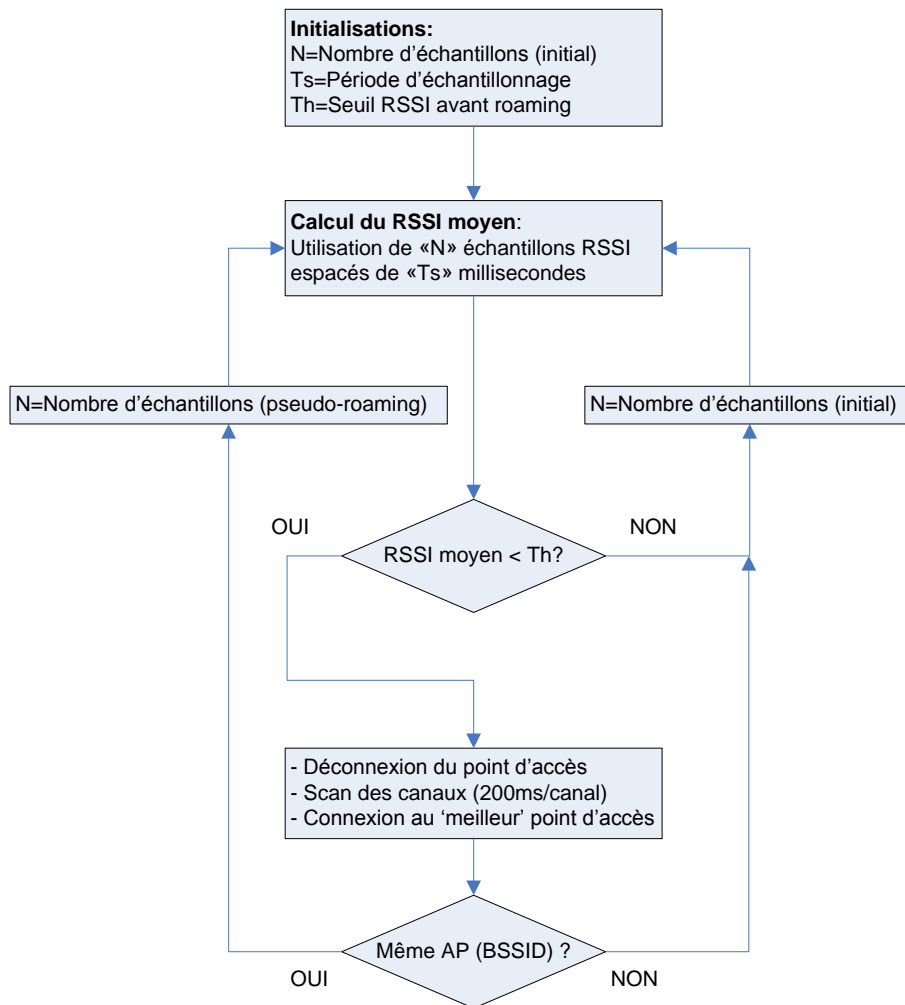 Initialisations:
N=Nombre d’échantillons (initial)
Ts=Période d’échantillonnage
Th=Seuil RSSI avant roaming
Calcul du RSSI moyen:
Utilisation de «N» échantillons RSSI
espacés de «Ts» millisecondes
N=Nombre d’échantillons (pseudo-roaming)
N=Nombre d’échantillons (initial)
OUI
NON
RSSI moyen < Th?
- Déconnexion du point d’accès
- Scan des canaux (200ms/canal)
- Connexion au ‘meilleur’ point d’accès
Même AP (BSSID) ?
OUI
NON